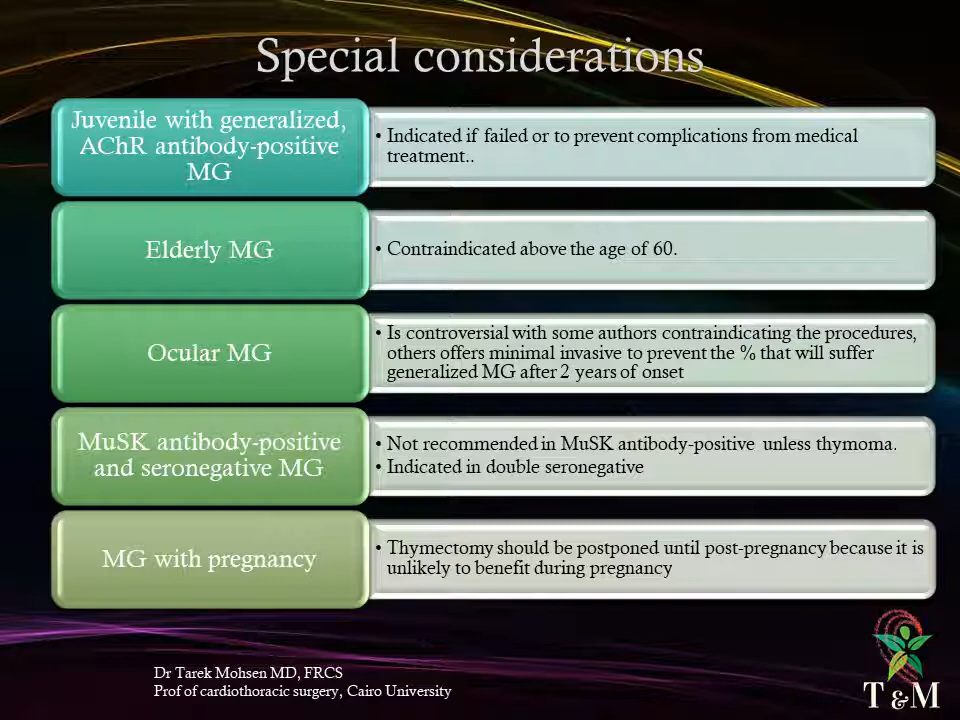 Special considerations
Juvenile with generalized,
AChR antibody-positive
MG
• Indicated if failed or to prevent complications from medical
treatment..
Elderly MG
• Contraindicated above the age of 60.
Ocular MG
• Is controversial with some authors contraindicating the procedures,
others offers minimal invasive to prevent the % that will suffer
generalized MG after 2 years of onset
MuSK antibody-positive
and seronegative MG
• Not recommended in MuSK antibody-positive unless thymoma.
• Indicated in double seronegative
MG with pregnancy
• Thymectomy should be postponed until post-pregnancy because it is
unlikely to benefit during pregnancy
Dr Tarek Mohsen MD, FRCS
Prof of cardiothoracic surgery, Cairo University
T & M